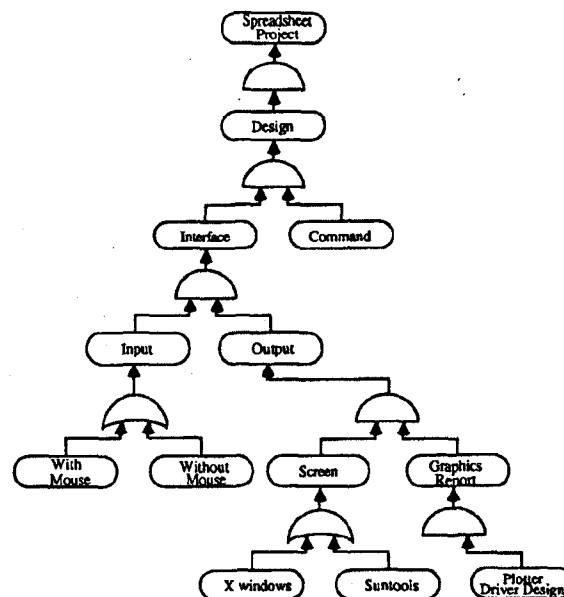 Spreadsheet
Project
Design
Interface
Command
Input
Output
With
Mouse
Without
Mouse
Screen
Graphics
Report
X windows
Suntools
Plotter
Driver Design